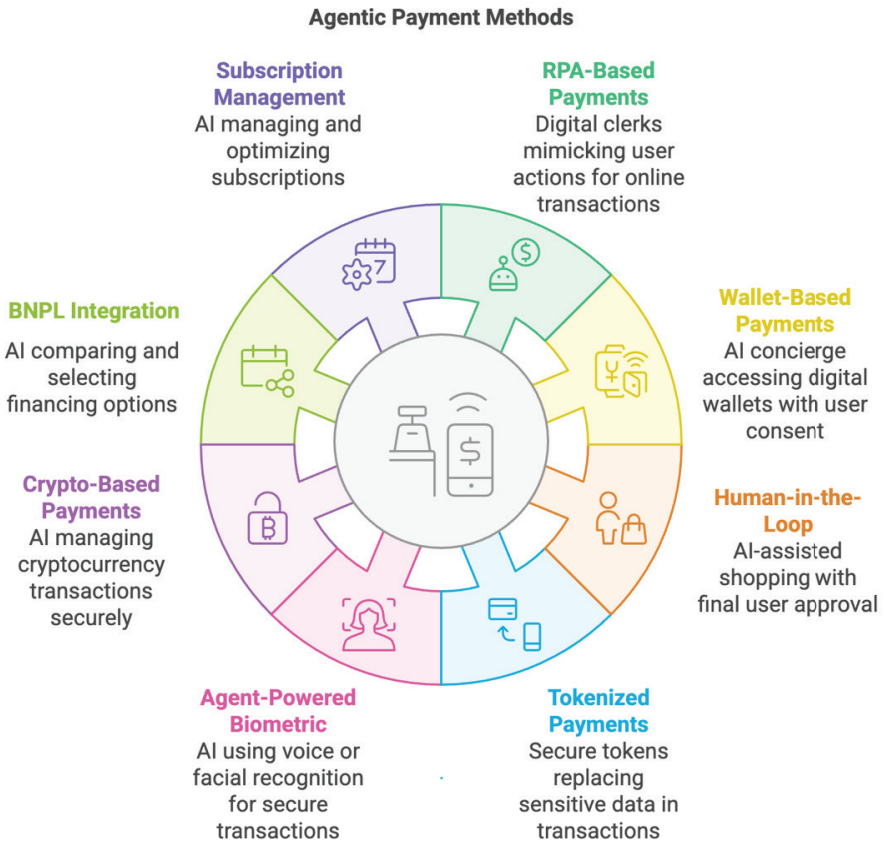 Agentic Payment Methods
Subscription
Management
AI managing and
optimizing
subscriptions
RPA-Based
Payments
Digital clerks
mimicking user
actions for online
transactions
BNPL Integration
AI comparing and
selecting
financing options
Wallet-Based
Payments
AI concierge
accessing digital
wallets with user
consent
Crypto-Based
Payments
AI managing
cryptocurrency
transactions
securely
Human-in-the-
Loop
AI-assisted
shopping with
final user approval
Agent-Powered
Biometric
AI using voice or
facial recognition
for secure
transactions
Tokenized
Payments
Secure tokens
replacing
sensitive data in
transactions
7
$
¥
$
B